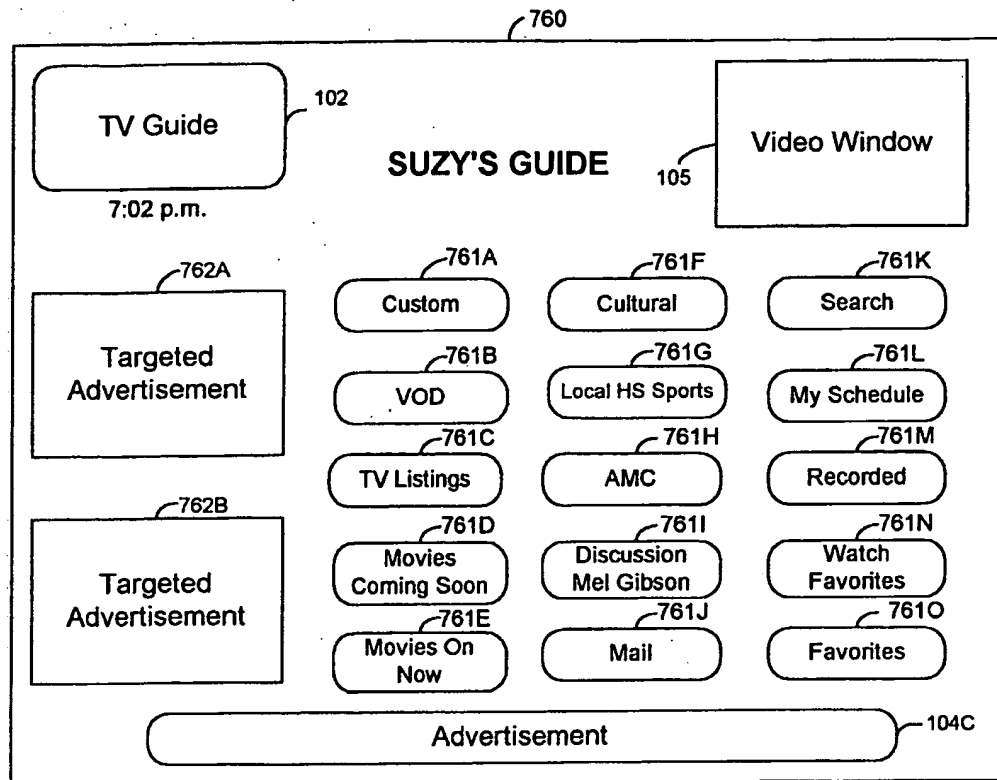 760
TV Guide
102
SUZY'S GUIDE
Video Window
105
7:02 p.m.
762A
Targeted
Advertisement
762B
Targeted
Advertisement
761A
Custom
761B
VOD
761C
TV Listings
761D
Movies
Coming Soon
761E
Movies On
Now
761F
Cultural
761G
Local HS Sports
761H
AMC
761I
Discussion
Mel Gibson
761J
Mail
761K
Search
761L
My Schedule
761M
Recorded
761N
Watch
Favorites
761O
Favorites
Advertisement
104C